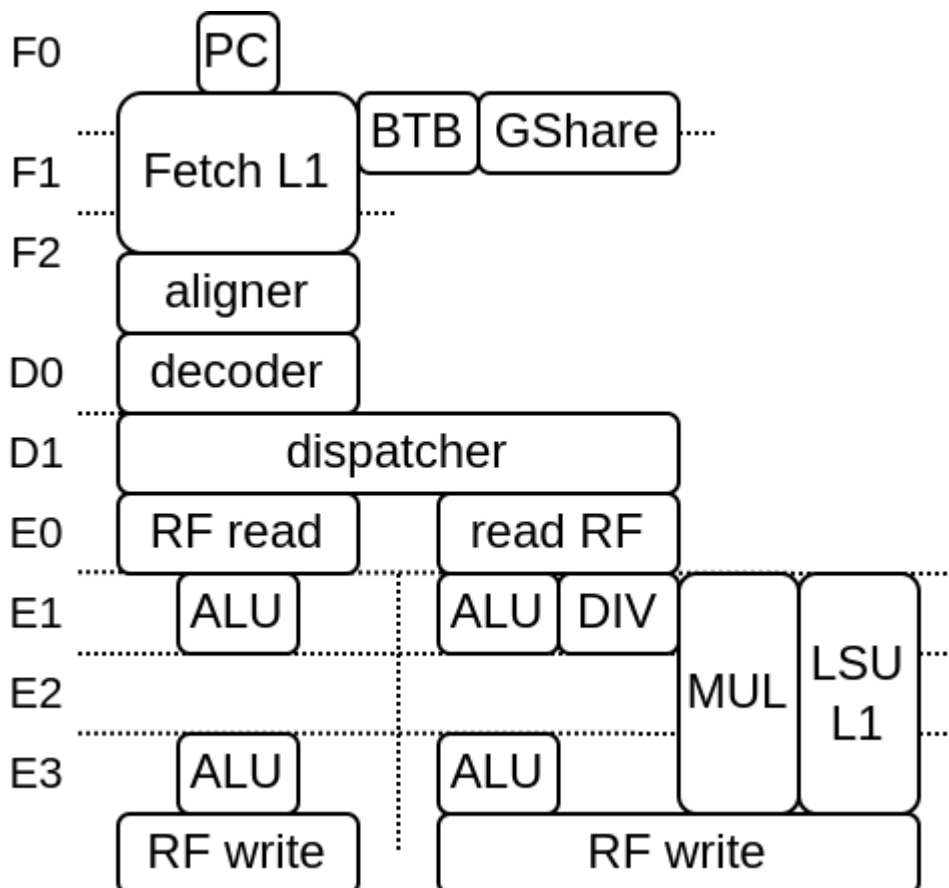 F0
PC
BTB
GShare
F1
Fetch L1
F2
aligner
D0
decoder
D1
dispatcher
E0
RF read
read RF
E1
ALU
ALU
DIV
E2
MUL
LSU
L1
E3
ALU
ALU
RF write
RF write